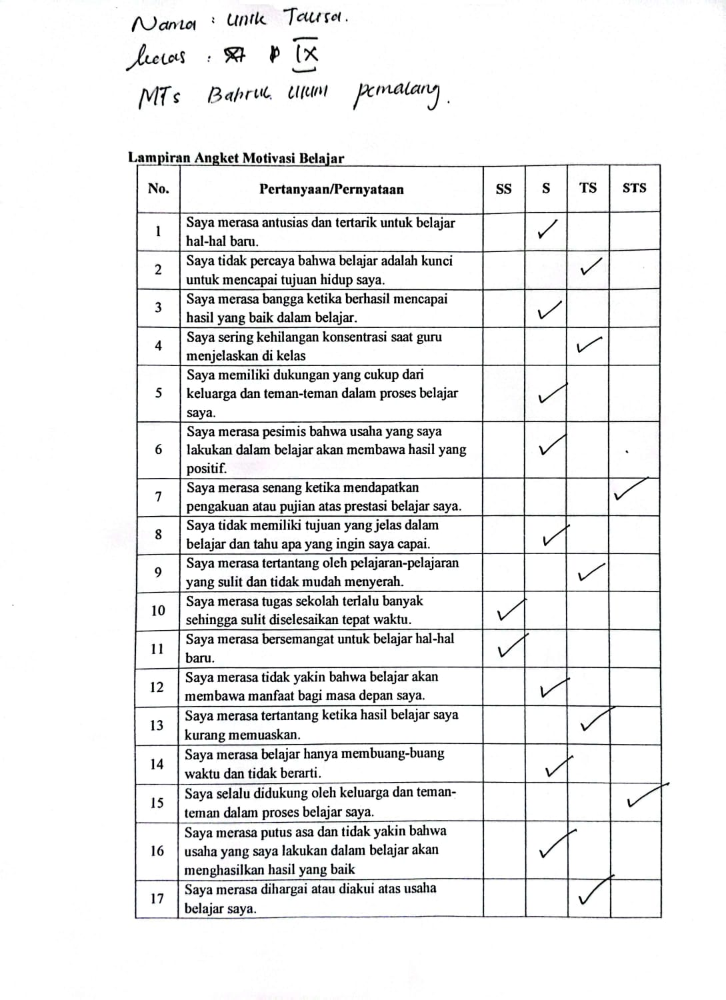 Nama : Unik Taursa.
Kelas : IX
MTs Bahrul Ulum Pemalang.
Lampiran Angket Motivasi Belajar
No. Pertanyaan/Pernyataan SS S TS STS
1 Saya merasa antusias dan tertarik untuk belajar ✓
hal-hal baru.
2 Saya tidak percaya bahwa belajar adalah kunci ✓
untuk mencapai tujuan hidup saya.
3 Saya merasa bangga ketika berhasil mencapai ✓
hasil yang baik dalam belajar.
4 Saya sering kehilangan konsentrasi saat guru ✓
menjelaskan di kelas
Saya memiliki dukungan yang cukup dari
5 keluarga dan teman-teman dalam proses belajar ✓
saya.
Saya merasa pesimis bahwa usaha yang saya
6 lakukan dalam belajar akan membawa hasil yang ✓
positif.
7 Saya merasa senang ketika mendapatkan ✓
pengakuan atau pujian atas prestasi belajar saya.
8 Saya tidak memiliki tujuan yang jelas dalam ✓
belajar dan tahu apa yang ingin saya capai.
9 Saya merasa tertantang oleh pelajaran-pelajaran ✓
yang sulit dan tidak mudah menyerah.
10 Saya merasa tugas sekolah terlalu banyak ✓
sehingga sulit diselesaikan tepat waktu.
11 Saya merasa bersemangat untuk belajar hal-hal ✓
baru.
12 Saya merasa tidak yakin bahwa belajar akan ✓
membawa manfaat bagi masa depan saya.
13 Saya merasa tertantang ketika hasil belajar saya ✓
kurang memuaskan.
14 Saya merasa belajar hanya membuang-buang ✓
waktu dan tidak berarti.
15 Saya selalu didukung oleh keluarga dan teman- ✓
teman dalam proses belajar saya.
Saya merasa putus asa dan tidak yakin bahwa
16 usaha yang saya lakukan dalam belajar akan ✓
menghasilkan hasil yang baik
17 Saya merasa dihargai atau diakui atas usaha ✓
belajar saya.